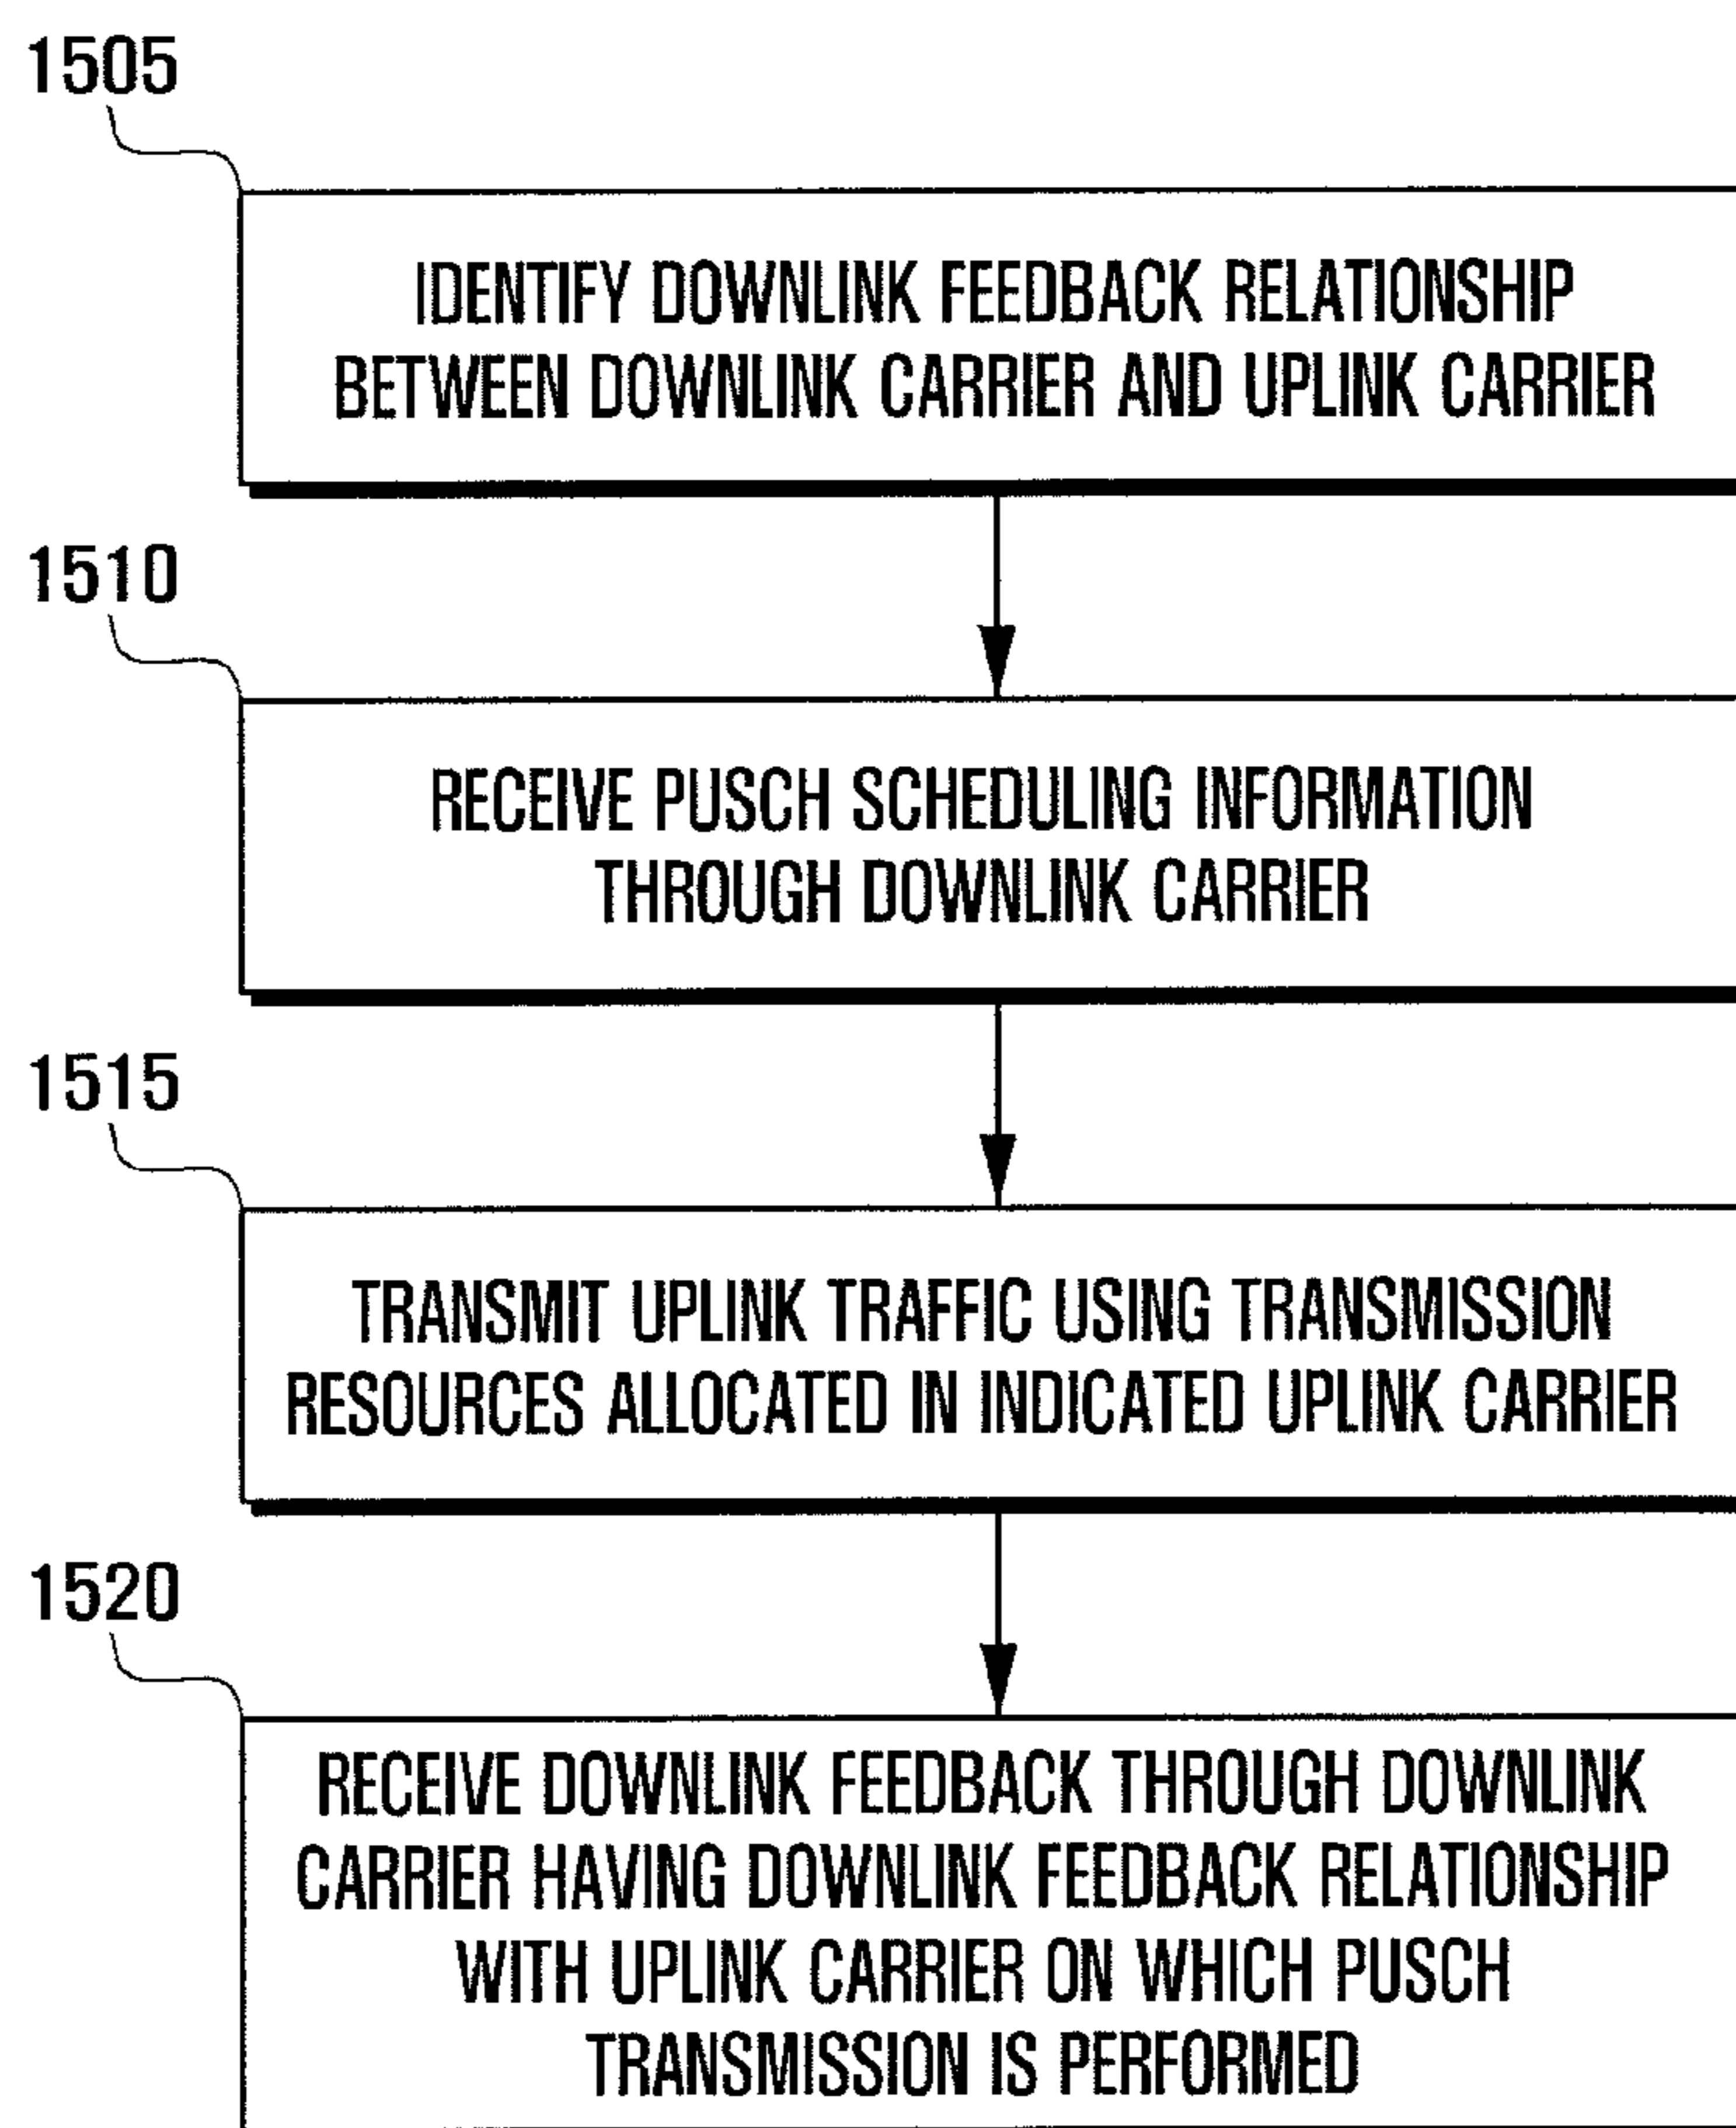 1505
IDENTIFY DOWNLINK FEEDBACK RELATIONSHIP
BETWEEN DOWNLINK CARRIER AND UPLINK CARRIER
1510
RECEIVE PUSCH SCHEDULING INFORMATION
THROUGH DOWNLINK CARRIER
1515
TRANSMIT UPLINK TRAFFIC USING TRANSMISSION
RESOURCES ALLOCATED IN INDICATED UPLINK CARRIER
1520
RECEIVE DOWNLINK FEEDBACK THROUGH DOWNLINK
CARRIER HAVING DOWNLINK FEEDBACK RELATIONSHIP
WITH UPLINK CARRIER ON WHICH PUSCH
TRANSMISSION IS PERFORMED